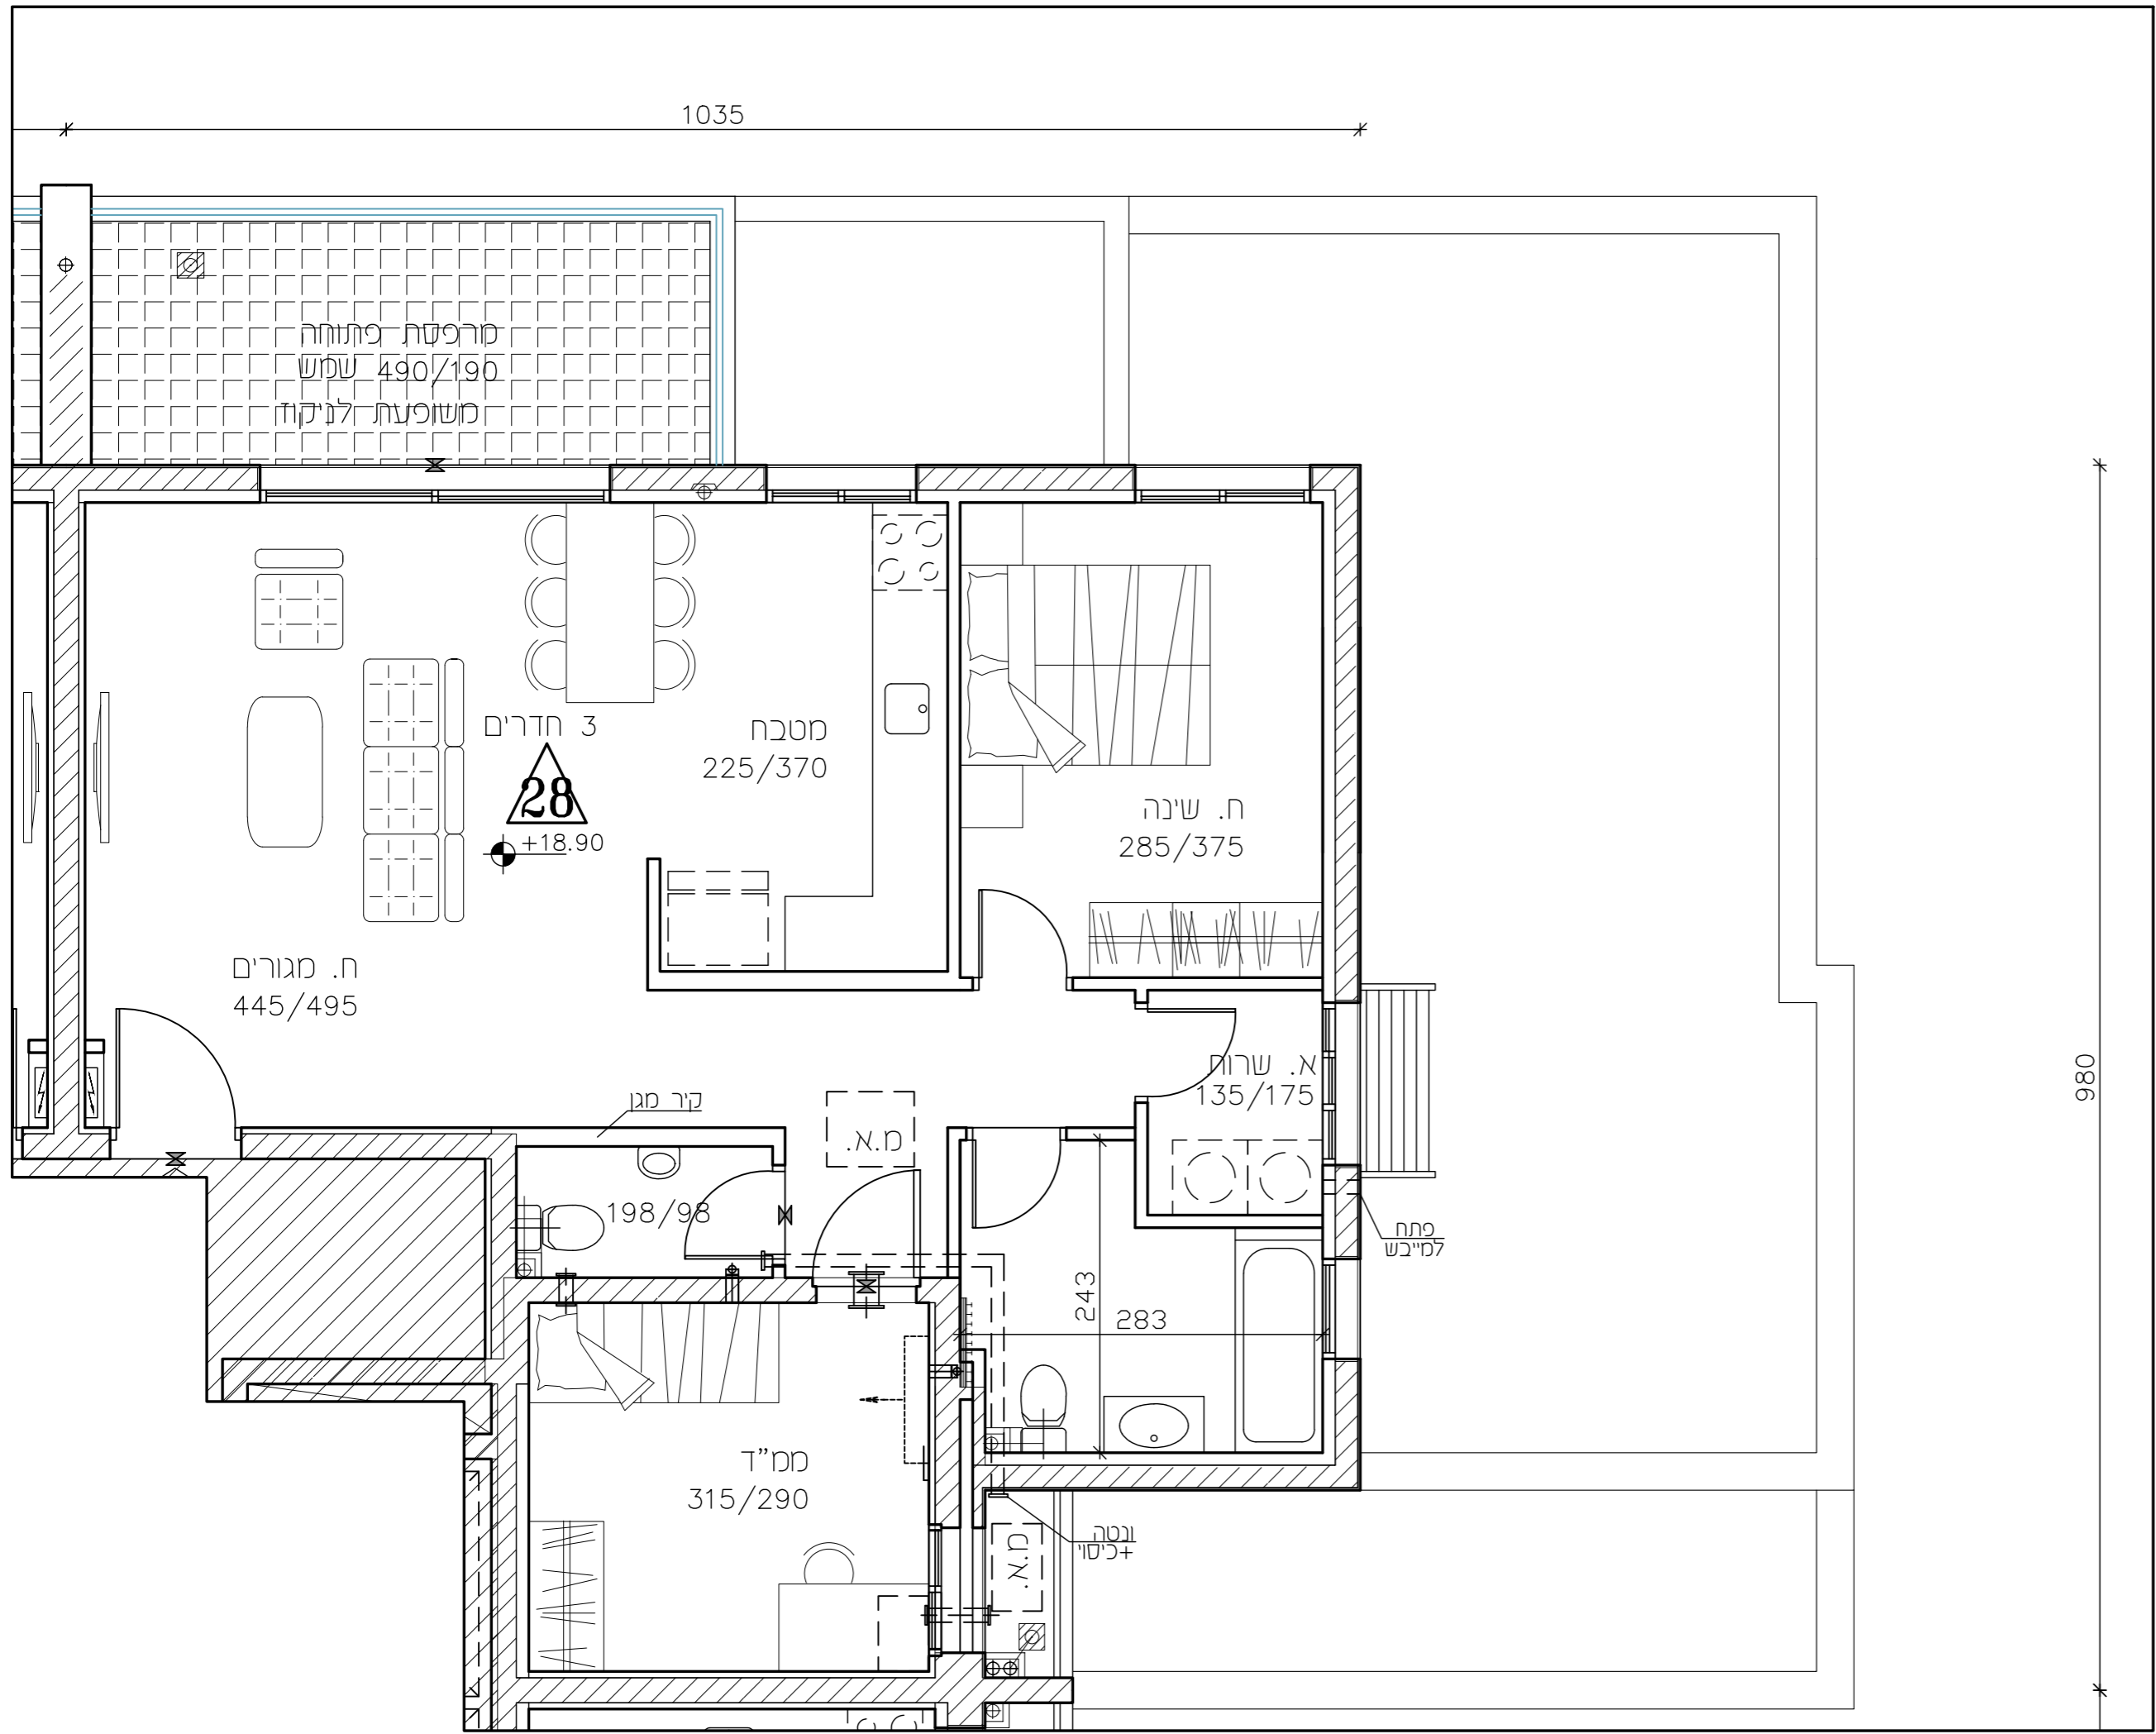 1035
מרפסת פתוחה
490/190 שמש
משופעת לניקוז
3 חדרים
28
+18.90
מטבח
225/370
ח. שינה
285/375
ח. מגורים
445/495
א. שרות
135/175
980
קיר מגן
מ.א.
198/98
פתח
למייבש
243
283
ממ"ד
315/290
ונטה
+כיסוי
מ.א.